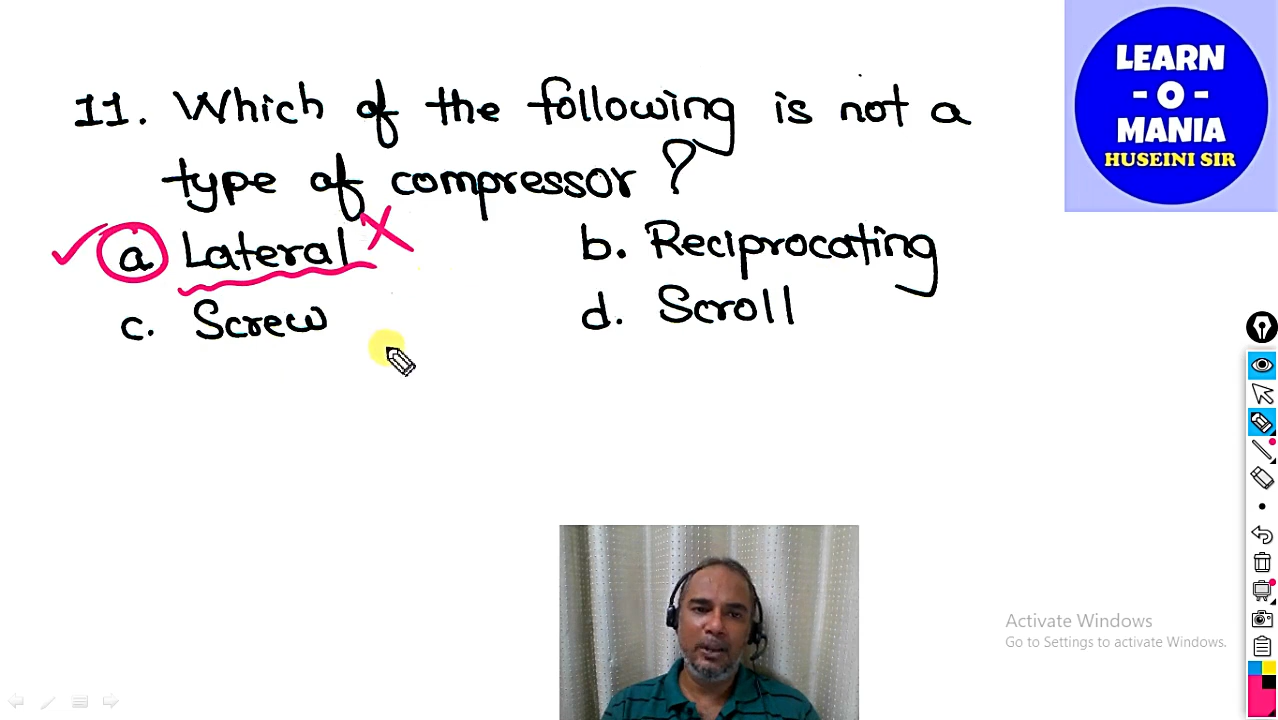 11. Which of the following is not a
type of compressor ?
a Lateral
b. Reciprocating
c. Screw
d. Scroll
LEARN
- O -
MANIA
HUSEINI SIR
Activate Windows
Go to Settings to activate Windows.